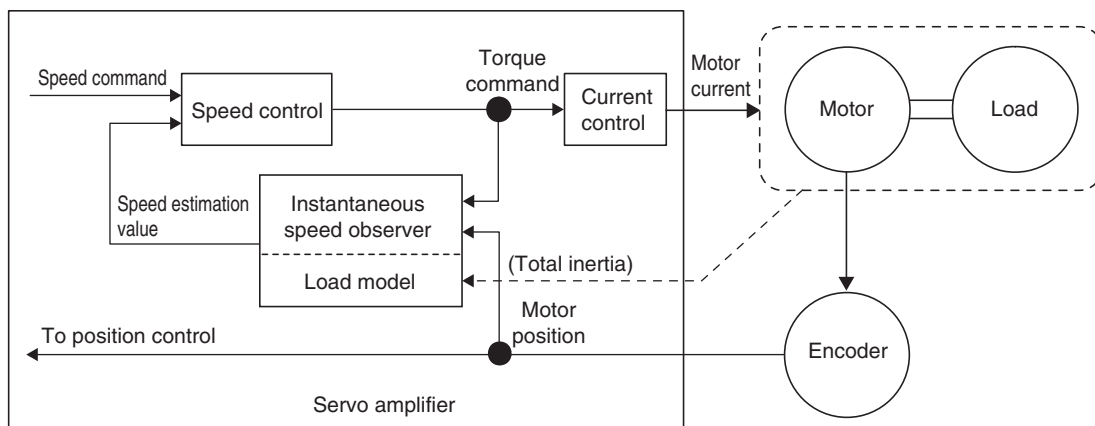 Speed command
Speed control
Torque
command
Current
control
Motor
current
Motor
Load
Speed estimation
value
Instantaneous
speed observer
Load model
(Total inertia)
Motor
position
To position control
Encoder
Servo amplifier